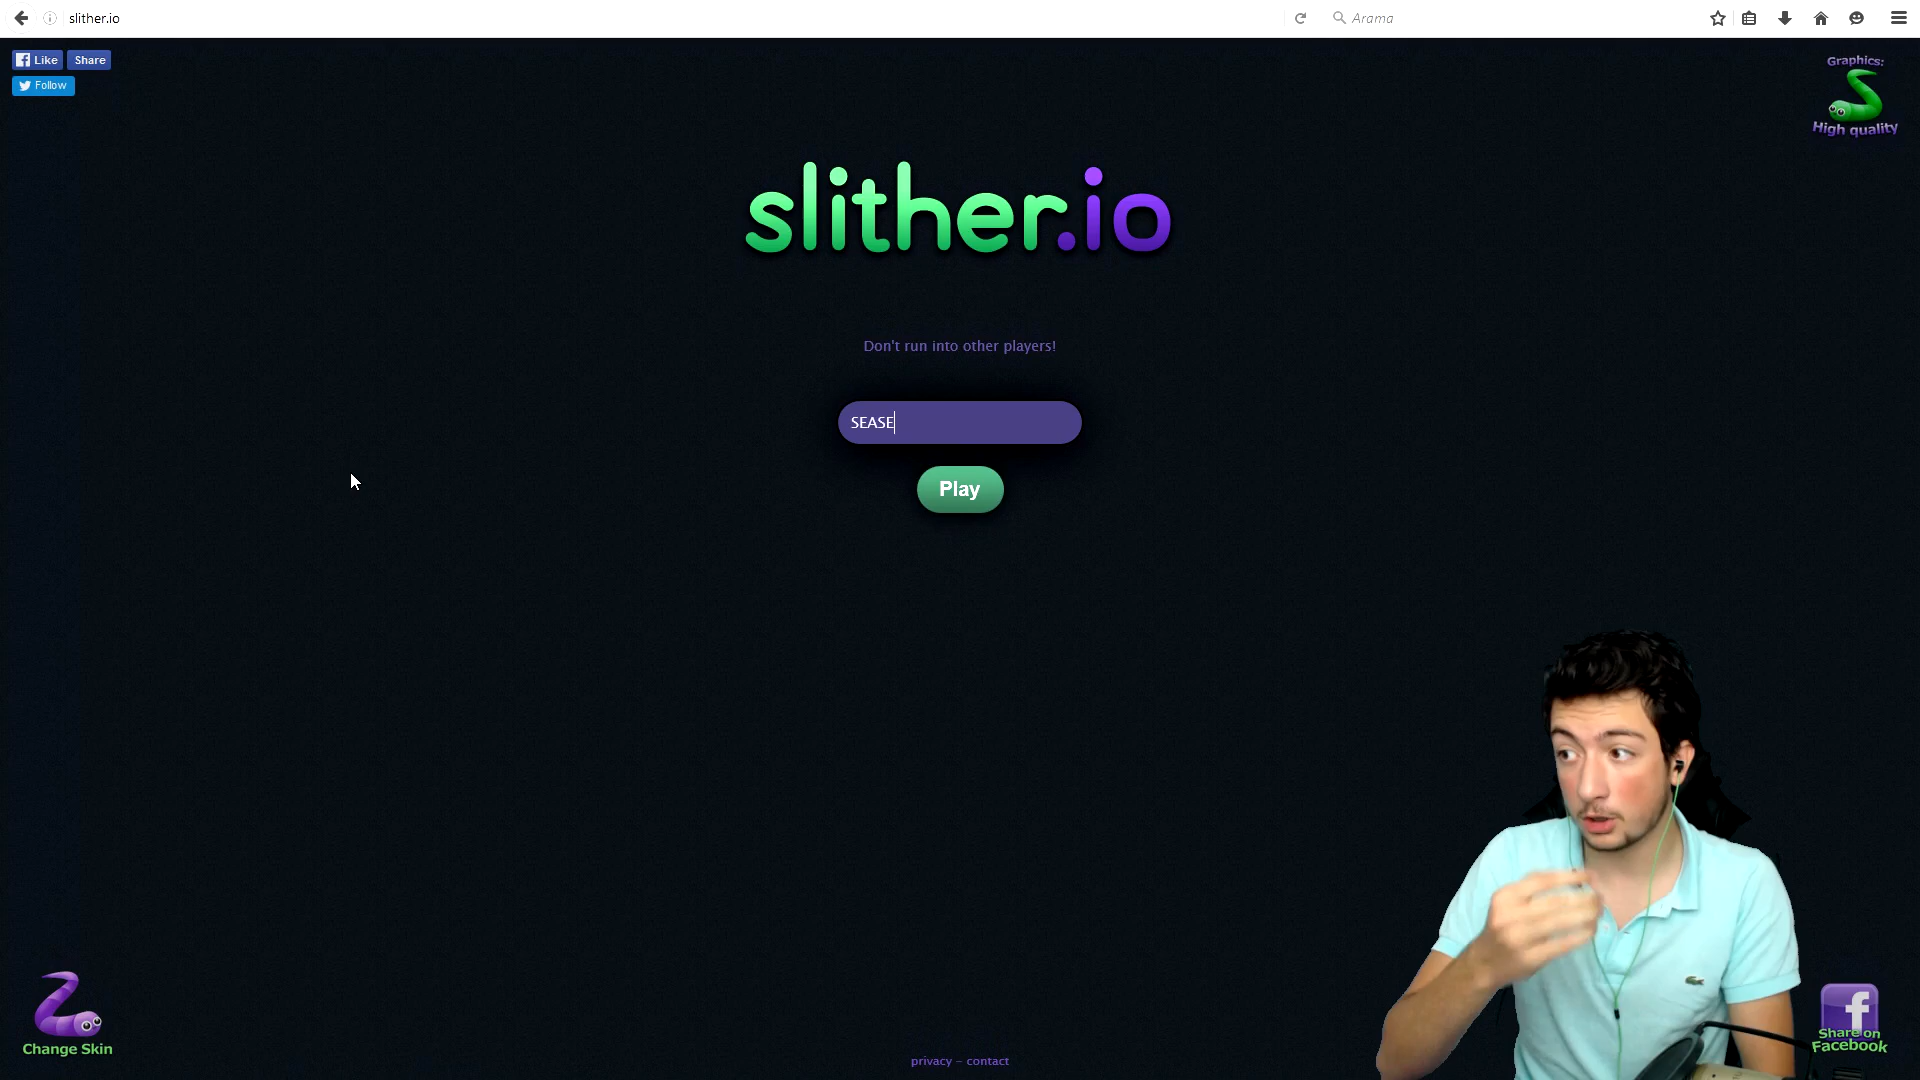 slither.io
Arama
Like Share
Follow
Graphics:
High quality
slither.io
Don't run into other players!
SEASE
Play
Change Skin
privacy - contact
Share on
Facebook